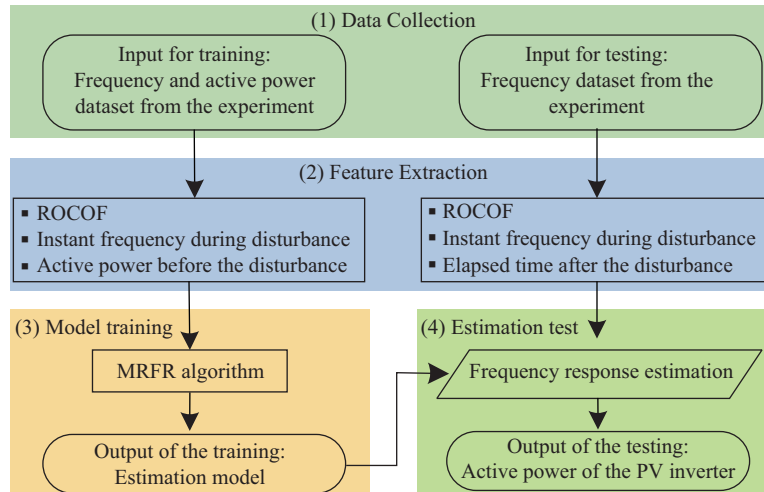 (1) Data Collection
Input for training:
Frequency and active power
dataset from the experiment
Input for testing:
Frequency dataset from the
experiment
(2) Feature Extraction
▪ ROCOF
▪ Instant frequency during disturbance
▪ Active power before the disturbance
▪ ROCOF
▪ Instant frequency during disturbance
▪ Elapsed time after the disturbance
(3) Model training
MRFR algorithm
Output of the training:
Estimation model
(4) Estimation test
Frequency response estimation
Output of the testing:
Active power of the PV inverter